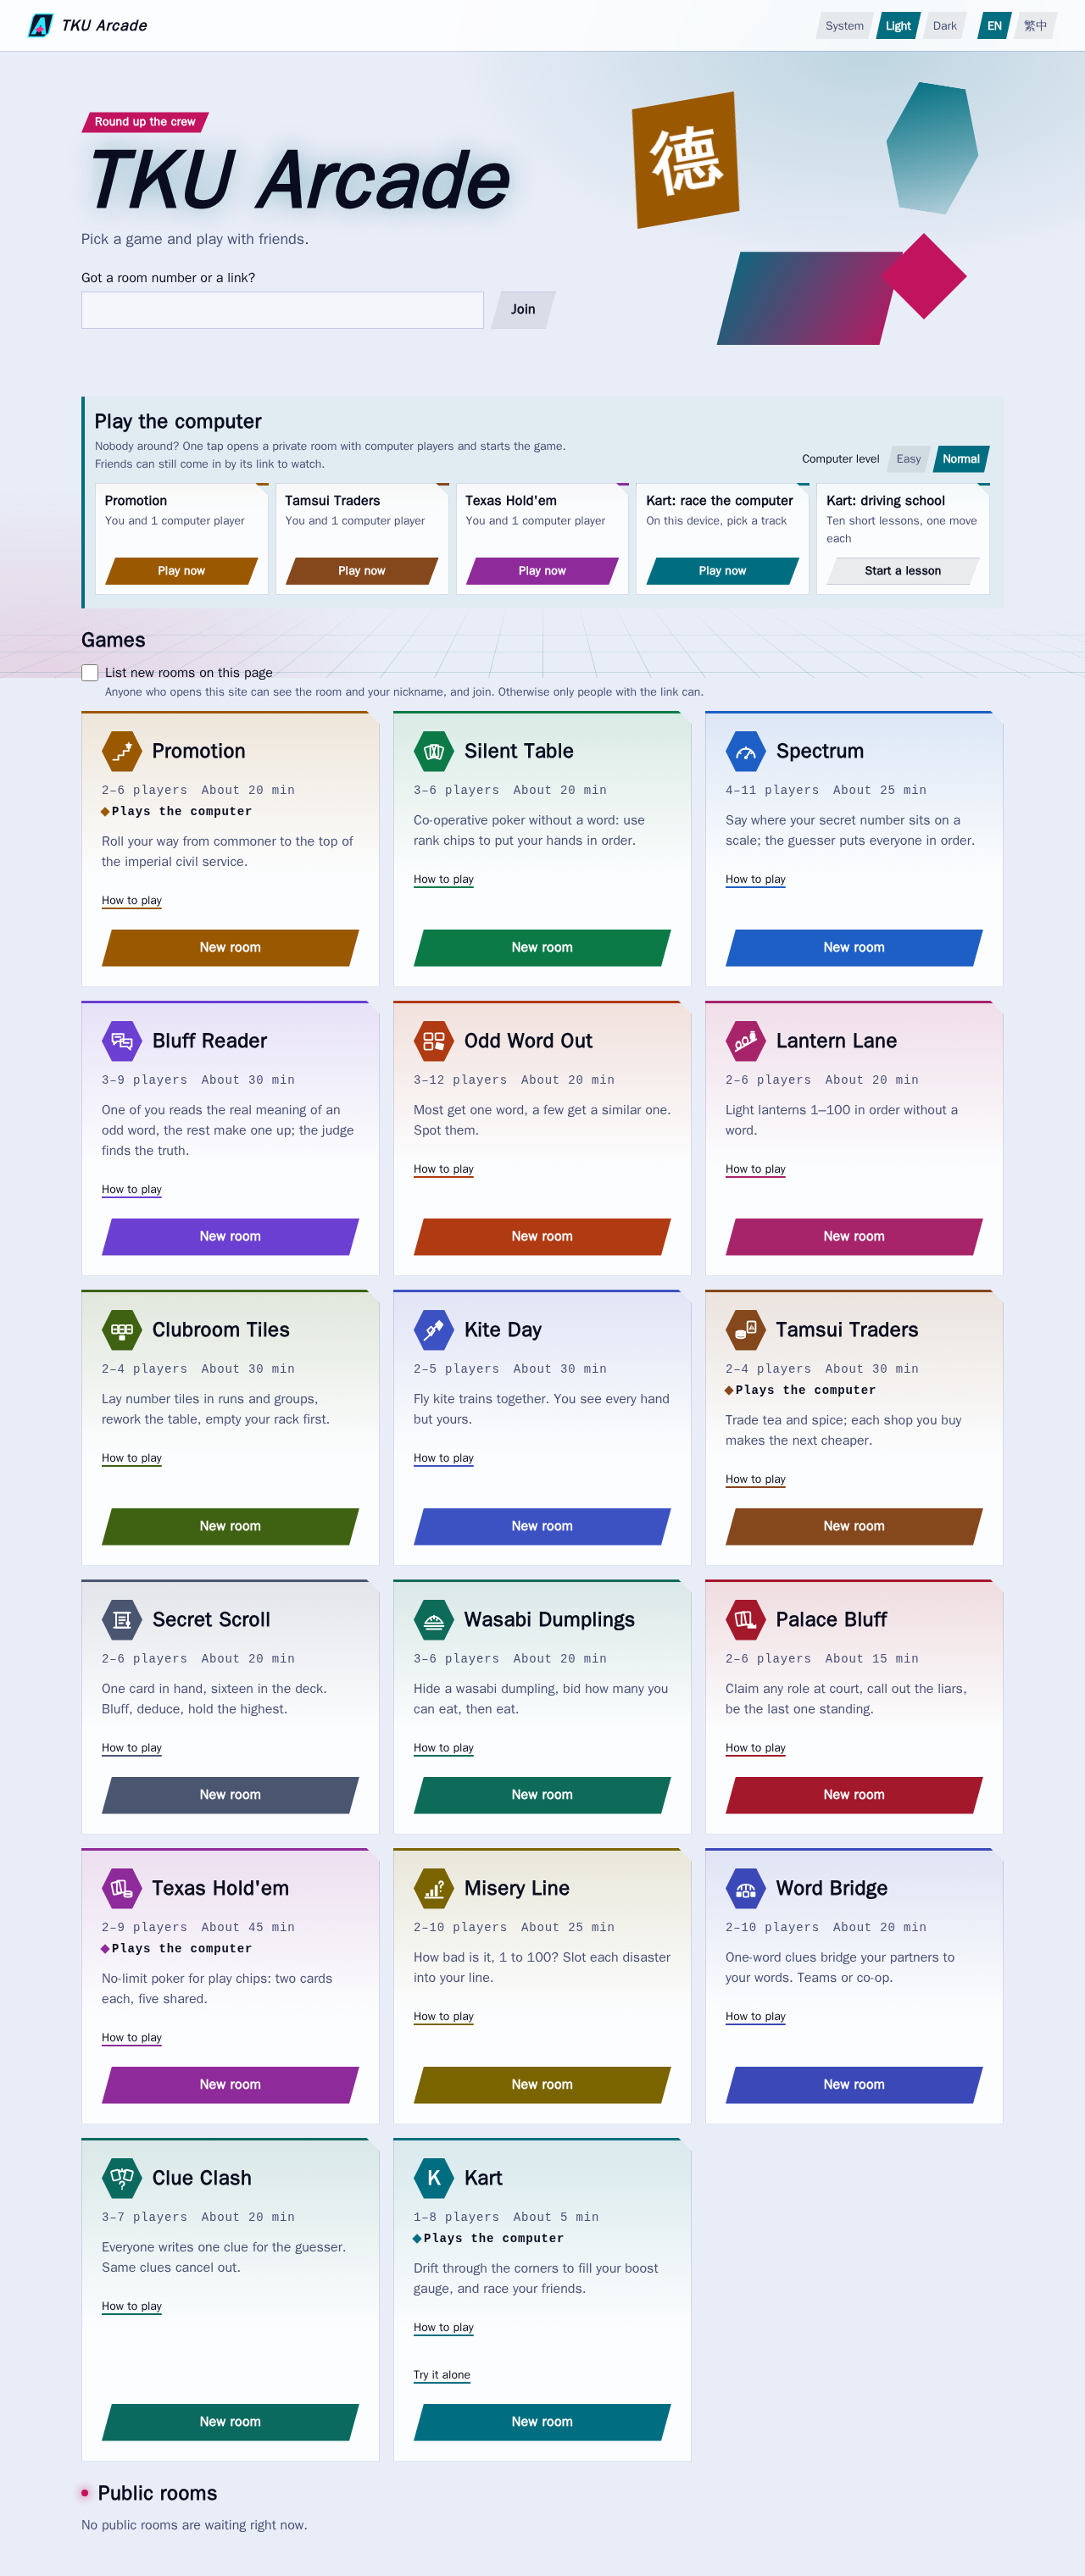 TKU Arcade
System Light Dark EN 繁中
Round up the crew
TKU Arcade
德
Pick a game and play with friends.
Got a room number or a link?
Join
Play the computer
Nobody around? One tap opens a private room with computer players and starts the game.
Friends can still come in by its link to watch.
Computer level Easy Normal
Promotion
You and 1 computer player
Play now
Tamsui Traders
You and 1 computer player
Play now
Texas Hold'em
You and 1 computer player
Play now
Kart: race the computer
On this device, pick a track
Play now
Kart: driving school
Ten short lessons, one move
each
Start a lesson
Games
List new rooms on this page
Anyone who opens this site can see the room and your nickname, and join. Otherwise only people with the link can.
Promotion
2–6 players About 20 min
Plays the computer
Roll your way from commoner to the top of
the imperial civil service.
How to play
New room
Silent Table
3–6 players About 20 min
Co-operative poker without a word: use
rank chips to put your hands in order.
How to play
New room
Spectrum
4–11 players About 25 min
Say where your secret number sits on a
scale; the guesser puts everyone in order.
How to play
New room
Bluff Reader
3–9 players About 30 min
One of you reads the real meaning of an
odd word, the rest make one up; the judge
finds the truth.
How to play
New room
Odd Word Out
3–12 players About 20 min
Most get one word, a few get a similar one.
Spot them.
How to play
New room
Lantern Lane
2–6 players About 20 min
Light lanterns 1–100 in order without a
word.
How to play
New room
Clubroom Tiles
2–4 players About 30 min
Lay number tiles in runs and groups,
rework the table, empty your rack first.
How to play
New room
Kite Day
2–5 players About 30 min
Fly kite trains together. You see every hand
but yours.
How to play
New room
Tamsui Traders
2–4 players About 30 min
Plays the computer
Trade tea and spice; each shop you buy
makes the next cheaper.
How to play
New room
Secret Scroll
2–6 players About 20 min
One card in hand, sixteen in the deck.
Bluff, deduce, hold the highest.
How to play
New room
Wasabi Dumplings
3–6 players About 20 min
Hide a wasabi dumpling, bid how many you
can eat, then eat.
How to play
New room
Palace Bluff
2–6 players About 15 min
Claim any role at court, call out the liars,
be the last one standing.
How to play
New room
Texas Hold'em
2–9 players About 45 min
Plays the computer
No-limit poker for play chips: two cards
each, five shared.
How to play
New room
Misery Line
2–10 players About 25 min
How bad is it, 1 to 100? Slot each disaster
into your line.
How to play
New room
Word Bridge
2–10 players About 20 min
One-word clues bridge your partners to
your words. Teams or co-op.
How to play
New room
Clue Clash
3–7 players About 20 min
Everyone writes one clue for the guesser.
Same clues cancel out.
How to play
New room
K Kart
1–8 players About 5 min
Plays the computer
Drift through the corners to fill your boost
gauge, and race your friends.
How to play
Try it alone
New room
Public rooms
No public rooms are waiting right now.